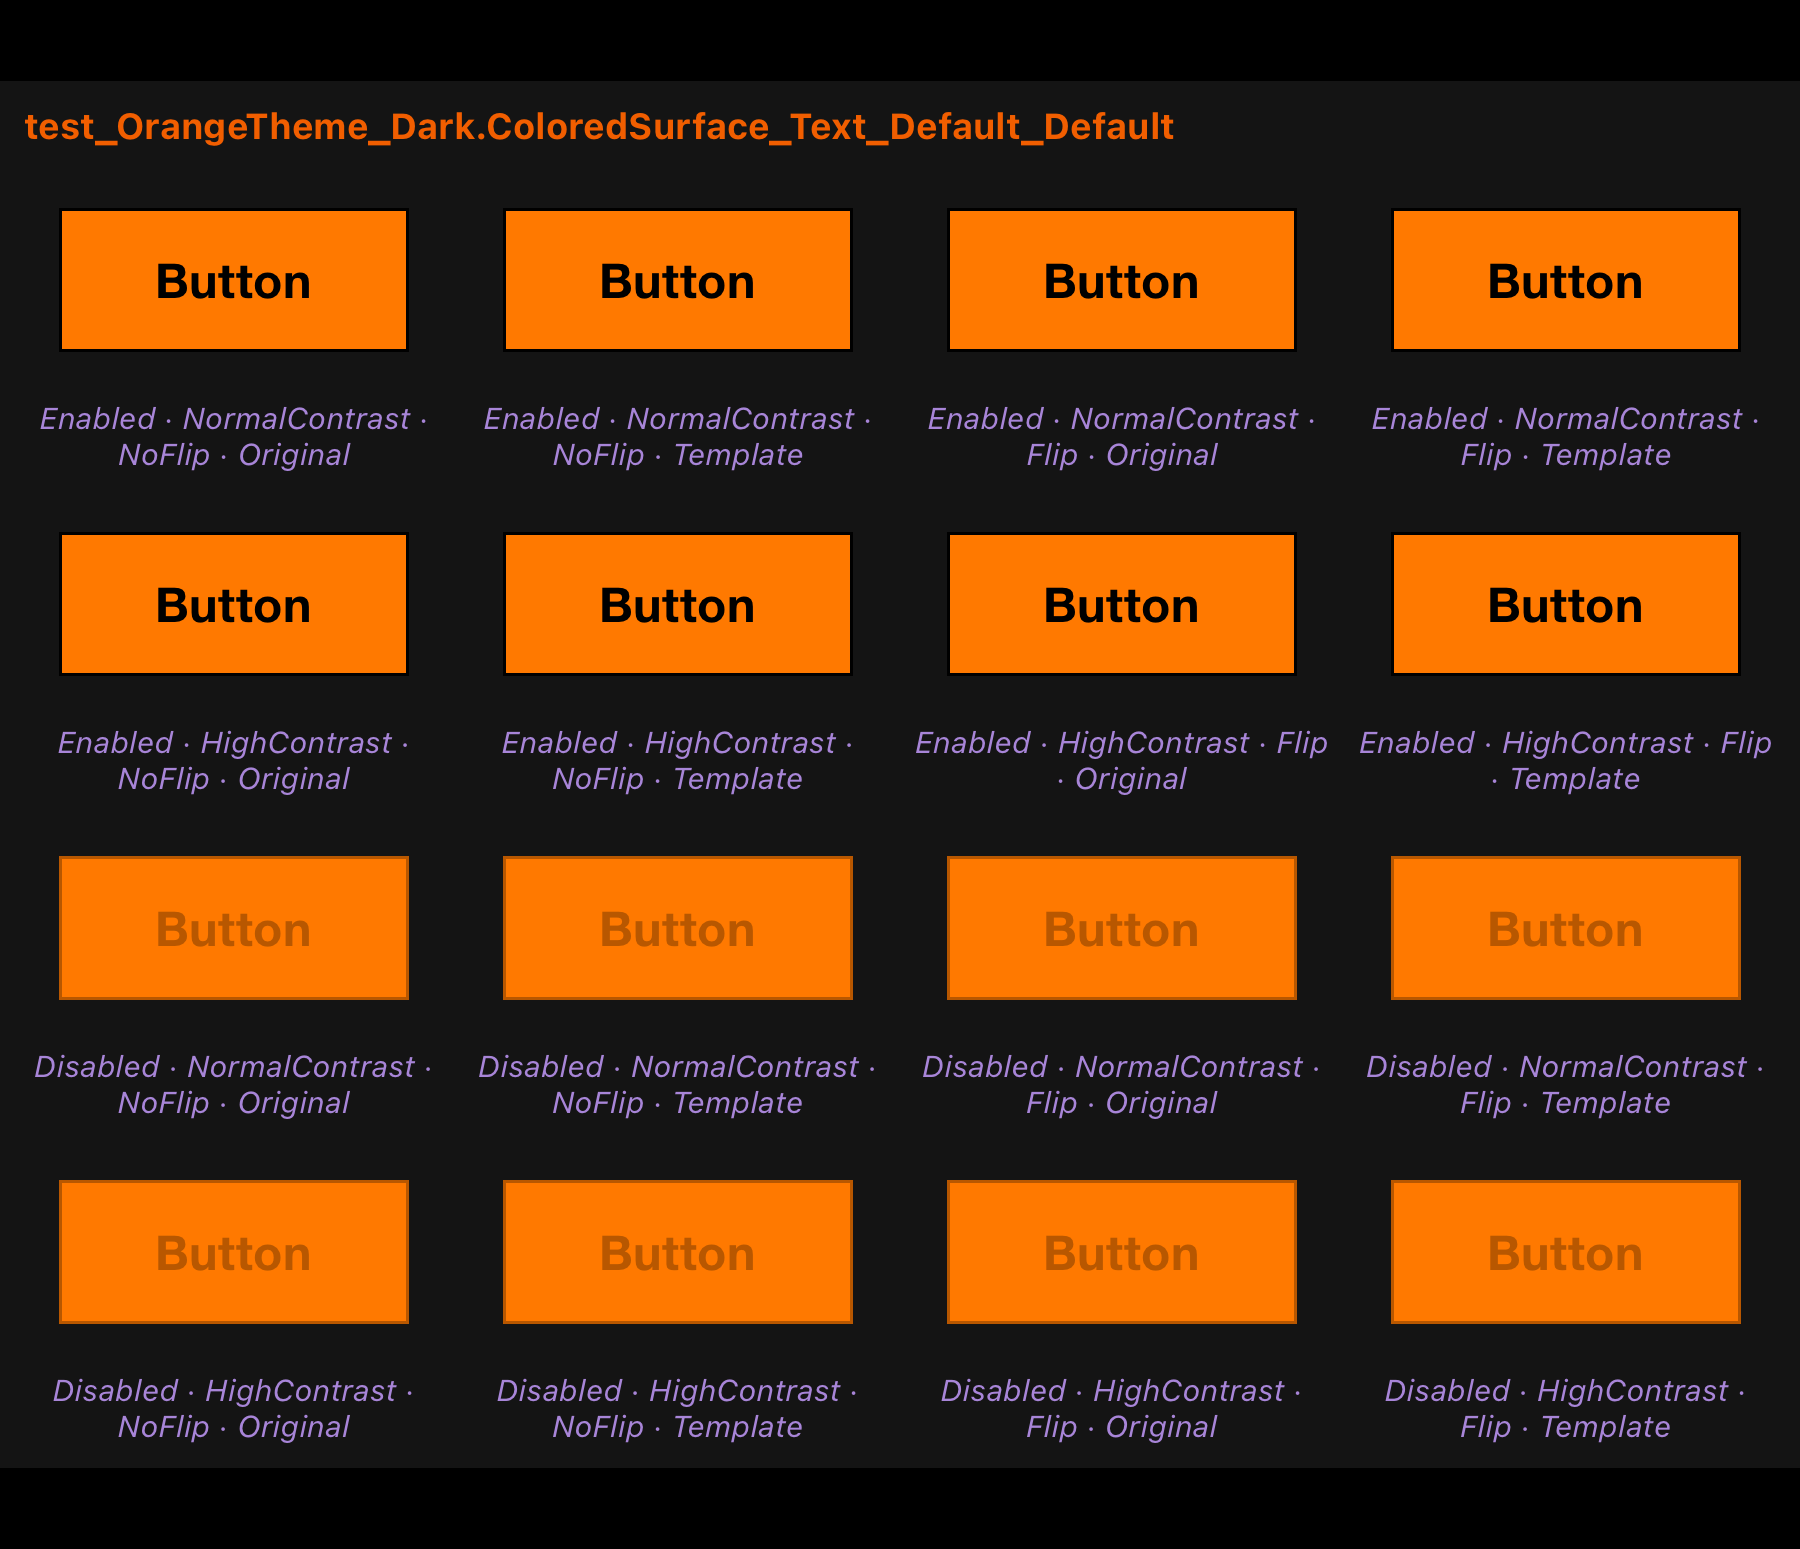 test_OrangeTheme_Dark.ColoredSurface_Text_Default_Default
Button Button Button Button
Enabled · NormalContrast · Enabled · NormalContrast · Enabled · NormalContrast · Enabled · NormalContrast ·
NoFlip · Original NoFlip · Template Flip · Original Flip · Template
Button Button Button Button
Enabled · HighContrast · Enabled · HighContrast · Enabled · HighContrast · Flip Enabled · HighContrast · Flip
NoFlip · Original NoFlip · Template · Original · Template
Button Button Button Button
Disabled · NormalContrast · Disabled · NormalContrast · Disabled · NormalContrast · Disabled · NormalContrast ·
NoFlip · Original NoFlip · Template Flip · Original Flip · Template
Button Button Button Button
Disabled · HighContrast · Disabled · HighContrast · Disabled · HighContrast · Disabled · HighContrast ·
NoFlip · Original NoFlip · Template Flip · Original Flip · Template